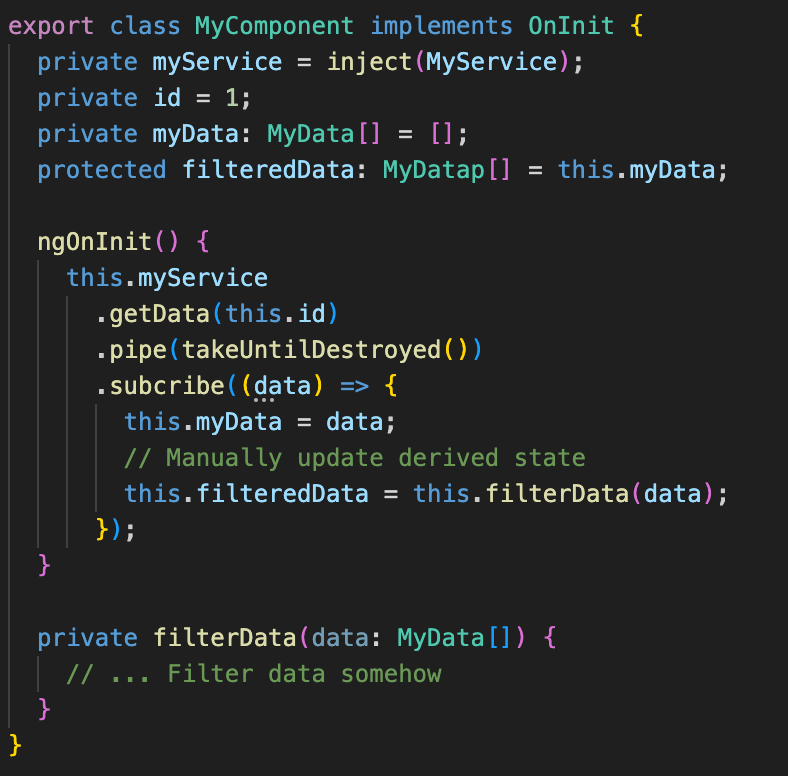 export class MyComponent implements OnInit {
  private myService = inject(MyService);
  private id = 1;
  private myData: MyData[] = [];
  protected filteredData: MyDatap[] = this.myData;

  ngOnInit() {
    this.myService
      .getData(this.id)
      .pipe(takeUntilDestroyed())
      .subcribe((data) => {
        this.myData = data;
        // Manually update derived state
        this.filteredData = this.filterData(data);
      });
  }

  private filterData(data: MyData[]) {
    // ... Filter data somehow
  }
}